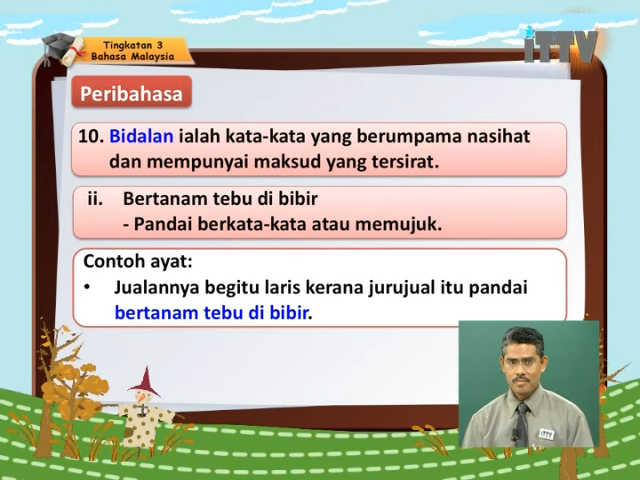 Tingkatan 3
Bahasa Malaysia
iTTV
Peribahasa
10. Bidalan ialah kata-kata yang berumpama nasihat
dan mempunyai maksud yang tersirat.
ii. Bertanam tebu di bibir
- Pandai berkata-kata atau memujuk.
Contoh ayat:
• Jualannya begitu laris kerana jurujual itu pandai
bertanam tebu di bibir.
iTTV